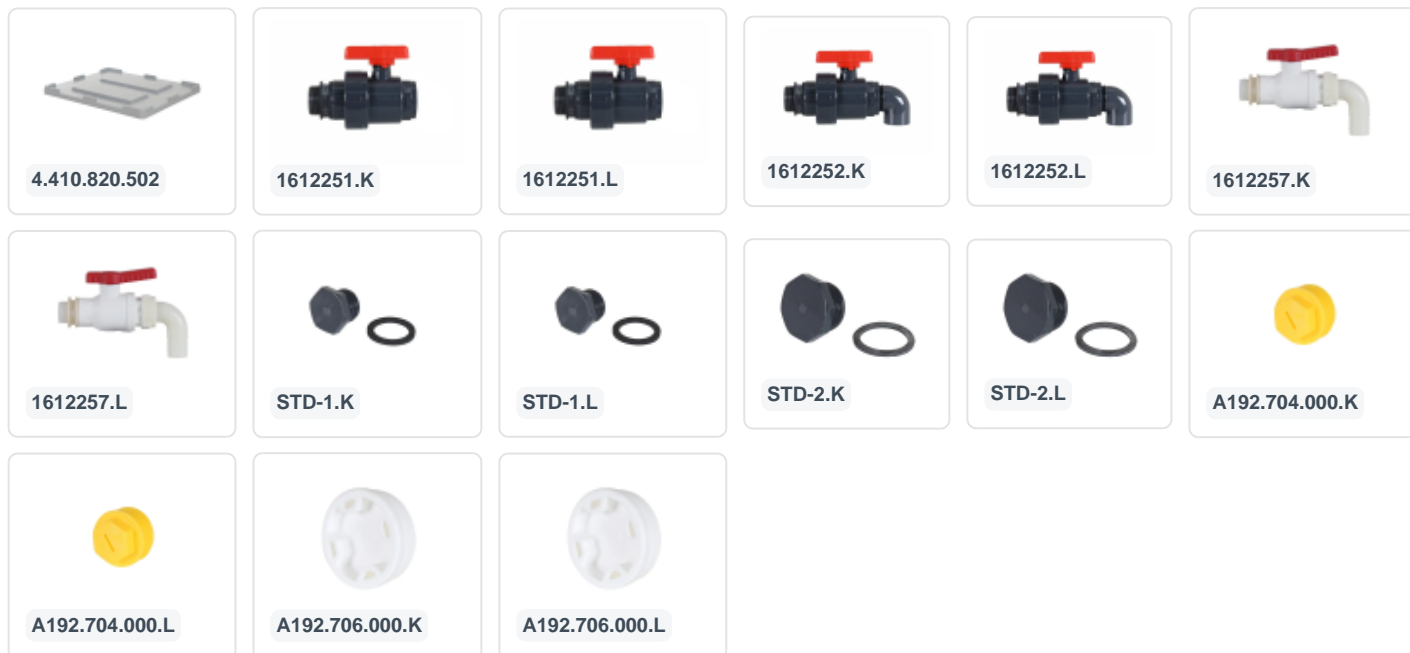 4.410.820.502
1612251.K
1612251.L
1612252.K
1612252.L
1612257.K
1612257.L
STD-1.K
STD-1.L
STD-2.K
STD-2.L
A192.704.000.K
A192.704.000.L
A192.706.000.K
A192.706.000.L